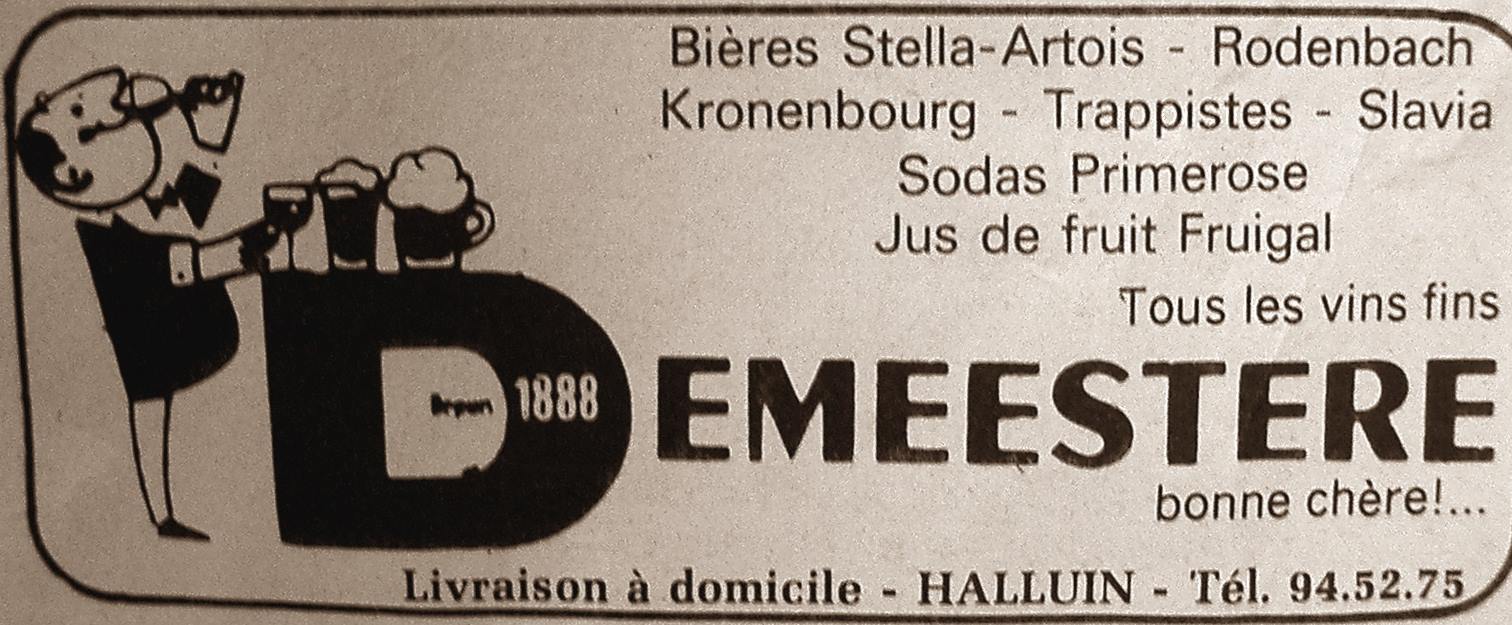 Bières Stella-Artois - Rodenbach
Kronenbourg - Trappistes - Slavia
Sodas Primerose
Jus de fruit Fruigal
Tous les vins fins
Depuis 1888
DEMEESTERE
bonne chère!...
Livraison à domicile - HALLUIN - Tél. 94.52.75